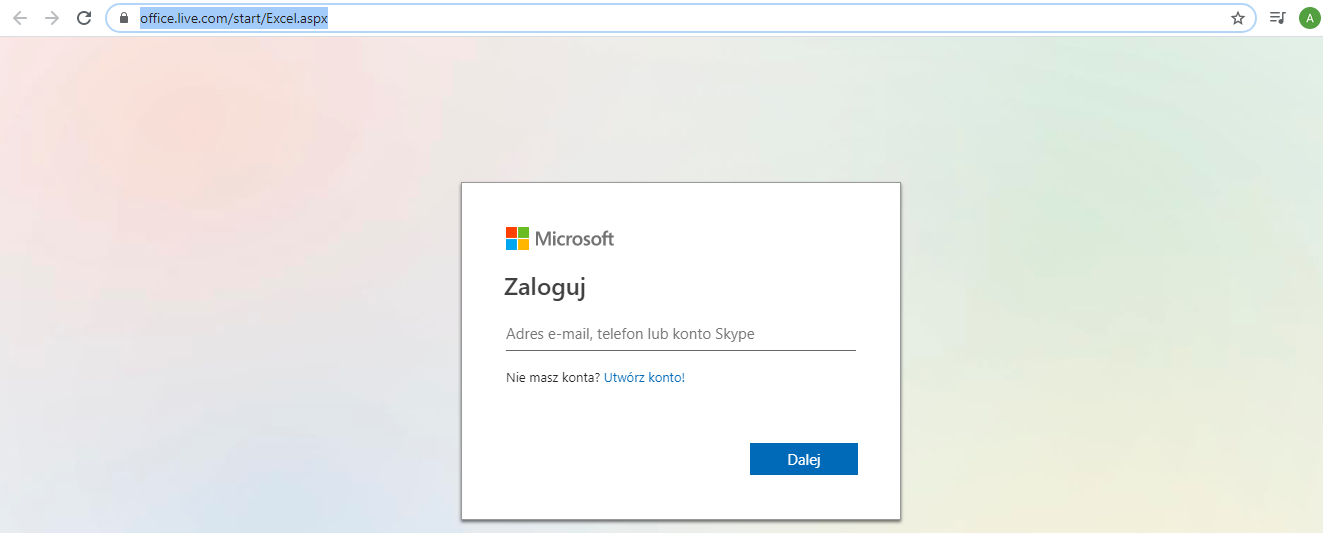 office.live.com/start/Excel.aspx
A
Microsoft
Zaloguj
Adres e-mail, telefon lub konto Skype
Nie masz konta? Utwórz konto!
Dalej